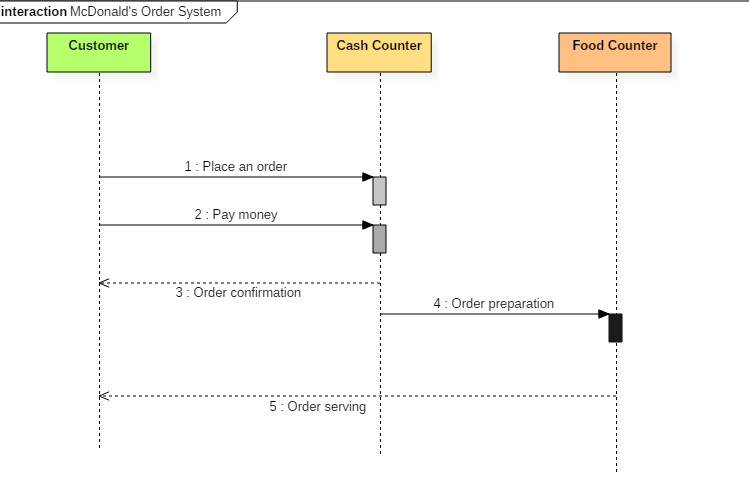 interaction McDonald's Order System
Customer
Cash Counter
Food Counter
1 : Place an order
2 : Pay money
3 : Order confirmation
4 : Order preparation
5 : Order serving